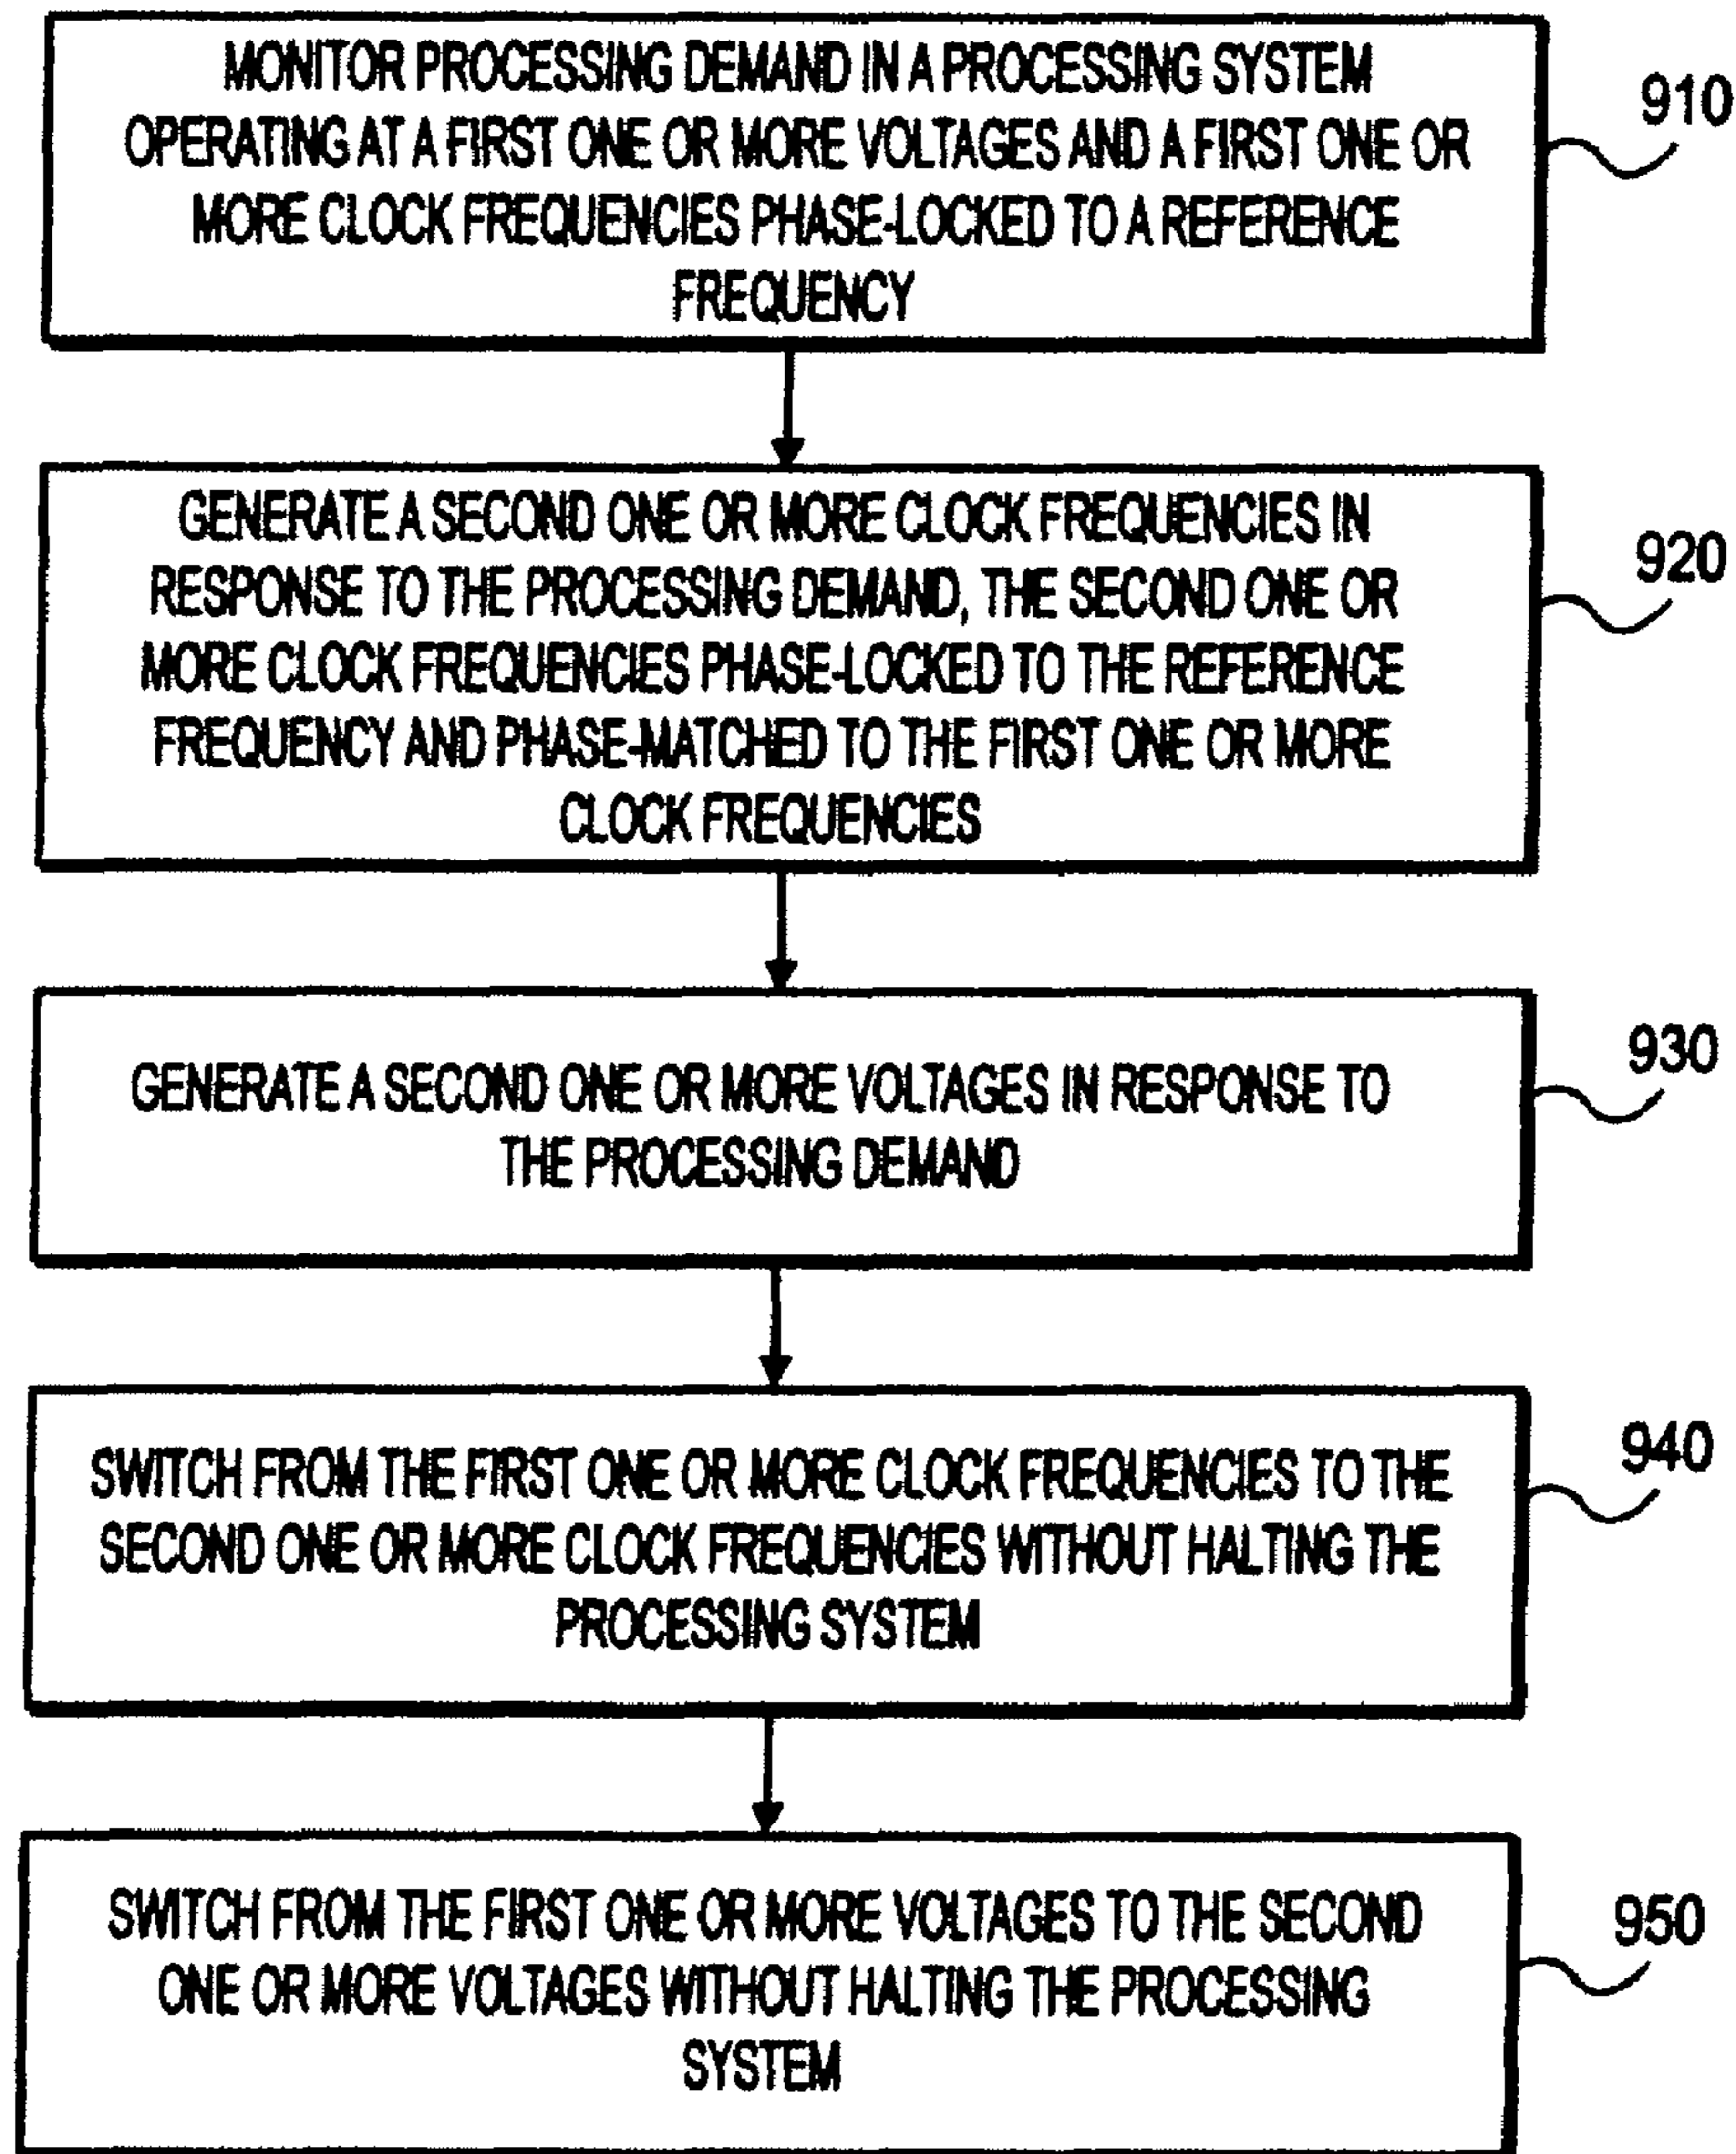 MONITOR PROCESSING DEMAND IN A PROCESSING SYSTEM
OPERATING AT A FIRST ONE OR MORE VOLTAGES AND A FIRST ONE OR
MORE CLOCK FREQUENCIES PHASE-LOCKED TO A REFERENCE
FREQUENCY
910
GENERATE A SECOND ONE OR MORE CLOCK FREQUENCIES IN
RESPONSE TO THE PROCESSING DEMAND, THE SECOND ONE OR
MORE CLOCK FREQUENCIES PHASE-LOCKED TO THE REFERENCE
FREQUENCY AND PHASE-MATCHED TO THE FIRST ONE OR MORE
CLOCK FREQUENCIES
920
GENERATE A SECOND ONE OR MORE VOLTAGES IN RESPONSE TO
THE PROCESSING DEMAND
930
SWITCH FROM THE FIRST ONE OR MORE CLOCK FREQUENCIES TO THE
SECOND ONE OR MORE CLOCK FREQUENCIES WITHOUT HALTING THE
PROCESSING SYSTEM
940
SWITCH FROM THE FIRST ONE OR MORE VOLTAGES TO THE SECOND
ONE OR MORE VOLTAGES WITHOUT HALTING THE PROCESSING
SYSTEM
950